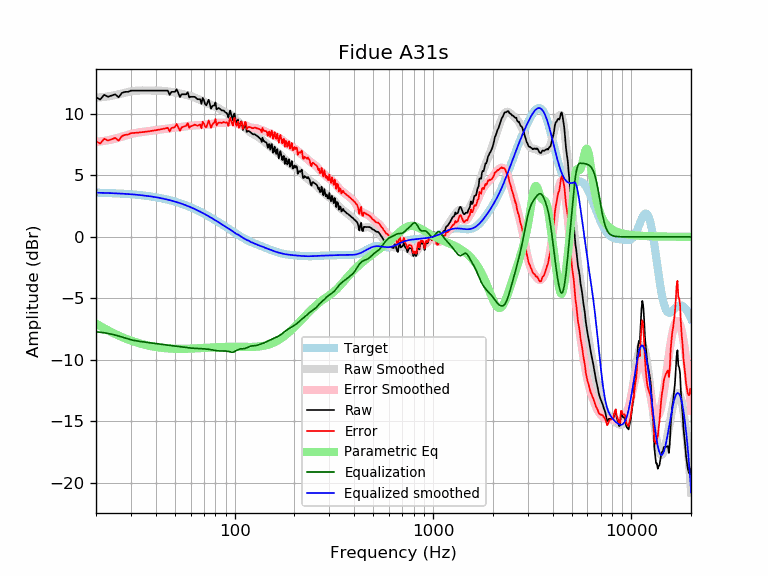 Fidue A31s
Amplitude (dBr)
10
5
0
−5
−10
−15
−20
Target
Raw Smoothed
Error Smoothed
Raw
Error
Parametric Eq
Equalization
Equalized smoothed
100
1000
10000
Frequency (Hz)